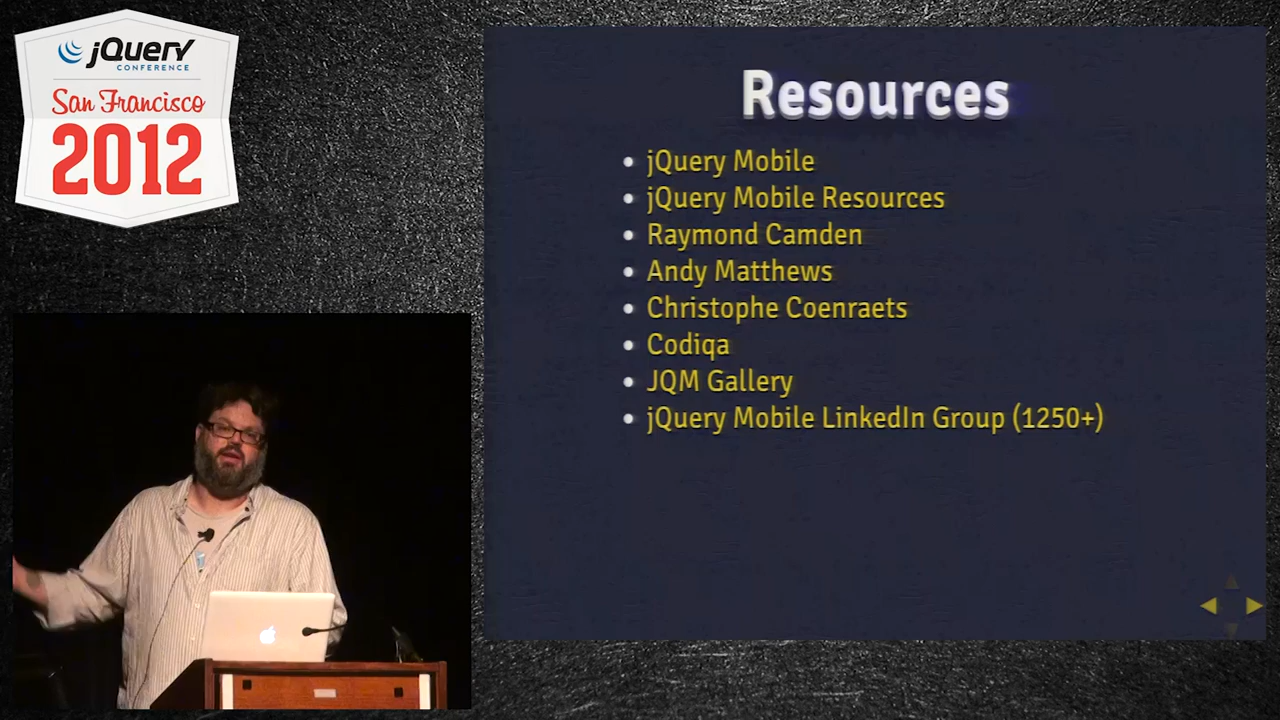 jQuery
CONFERENCE
San Francisco
2012
Resources
jQuery Mobile
jQuery Mobile Resources
Raymond Camden
Andy Matthews
Christophe Coenraets
Codiqa
JQM Gallery
jQuery Mobile LinkedIn Group (1250+)